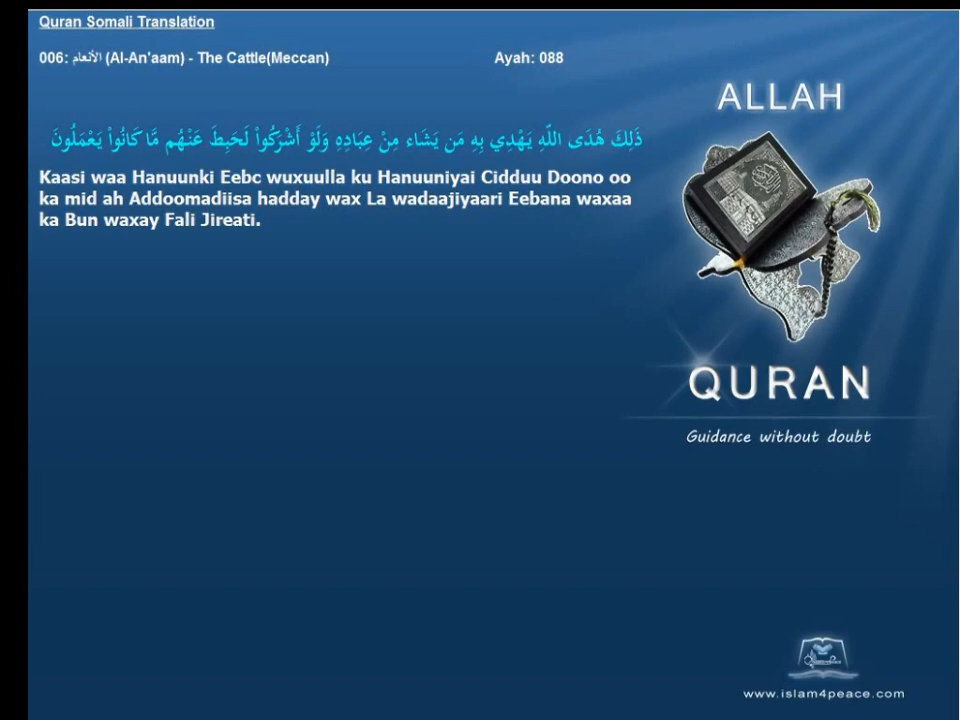 Quran Somali Translation
006: الأنعام (Al-An'aam) - The Cattle(Meccan) Ayah: 088
ALLAH
ذَلِكَ هُدَى اللّهِ يَهْدِي بِهِ مَن يَشَاء مِنْ عِبَادِهِ وَلَوْ أَشْرَكُواْ لَحَبِطَ عَنْهُم مَّا كَانُواْ يَعْمَلُونَ
Kaasi waa Hanuunki Eebc wuxuulla ku Hanuuniyai Cidduu Doono oo
ka mid ah Addoomadiisa hadday wax La wadaajiyaari Eebana waxaa
ka Bun waxay Fali Jireati.
QURAN
Guidance without doubt
www.islam4peace.com